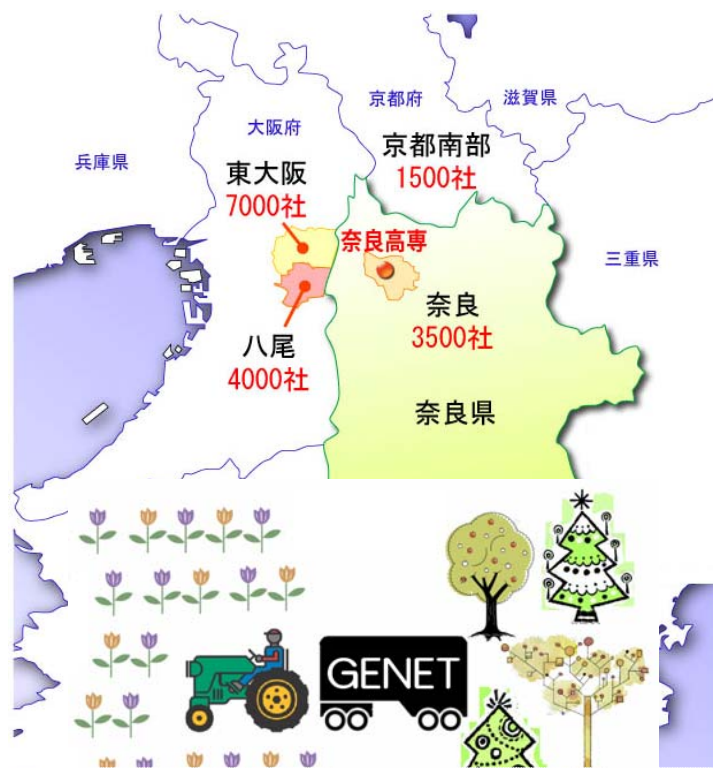 京都府
滋賀県
大阪府
兵庫県
京都南部
1500社
東大阪
7000社
奈良高専
三重県
奈良
3500社
八尾
4000社
奈良県
GENET